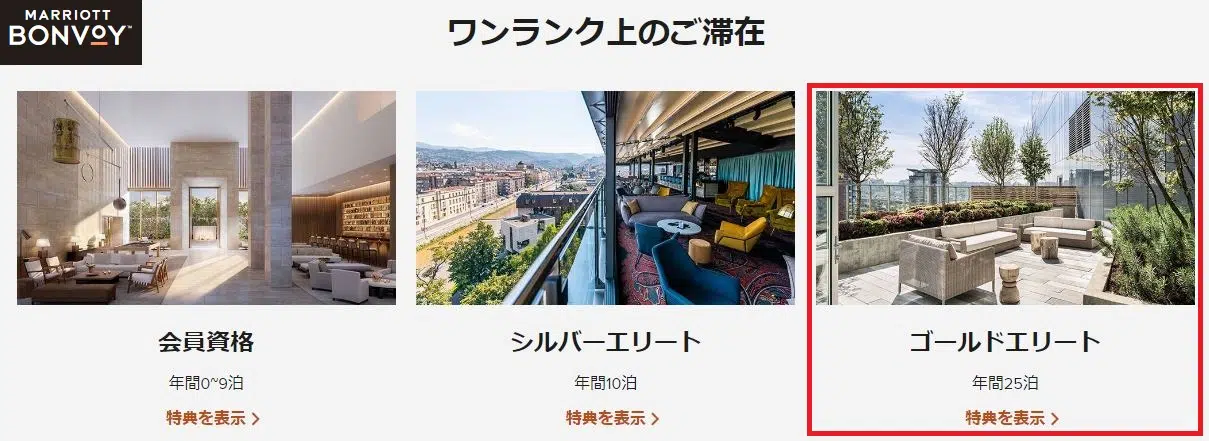 MARRIOTT
BONVOY™
ワンランク上のご滞在
会員資格
年間0~9泊
特典を表示 >
シルバーエリート
年間10泊
特典を表示 >
ゴールドエリート
年間25泊
特典を表示 >